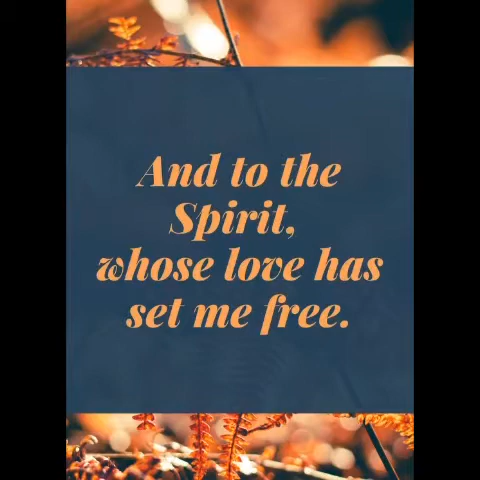 And to the
Spirit,
whose love has
set me free.